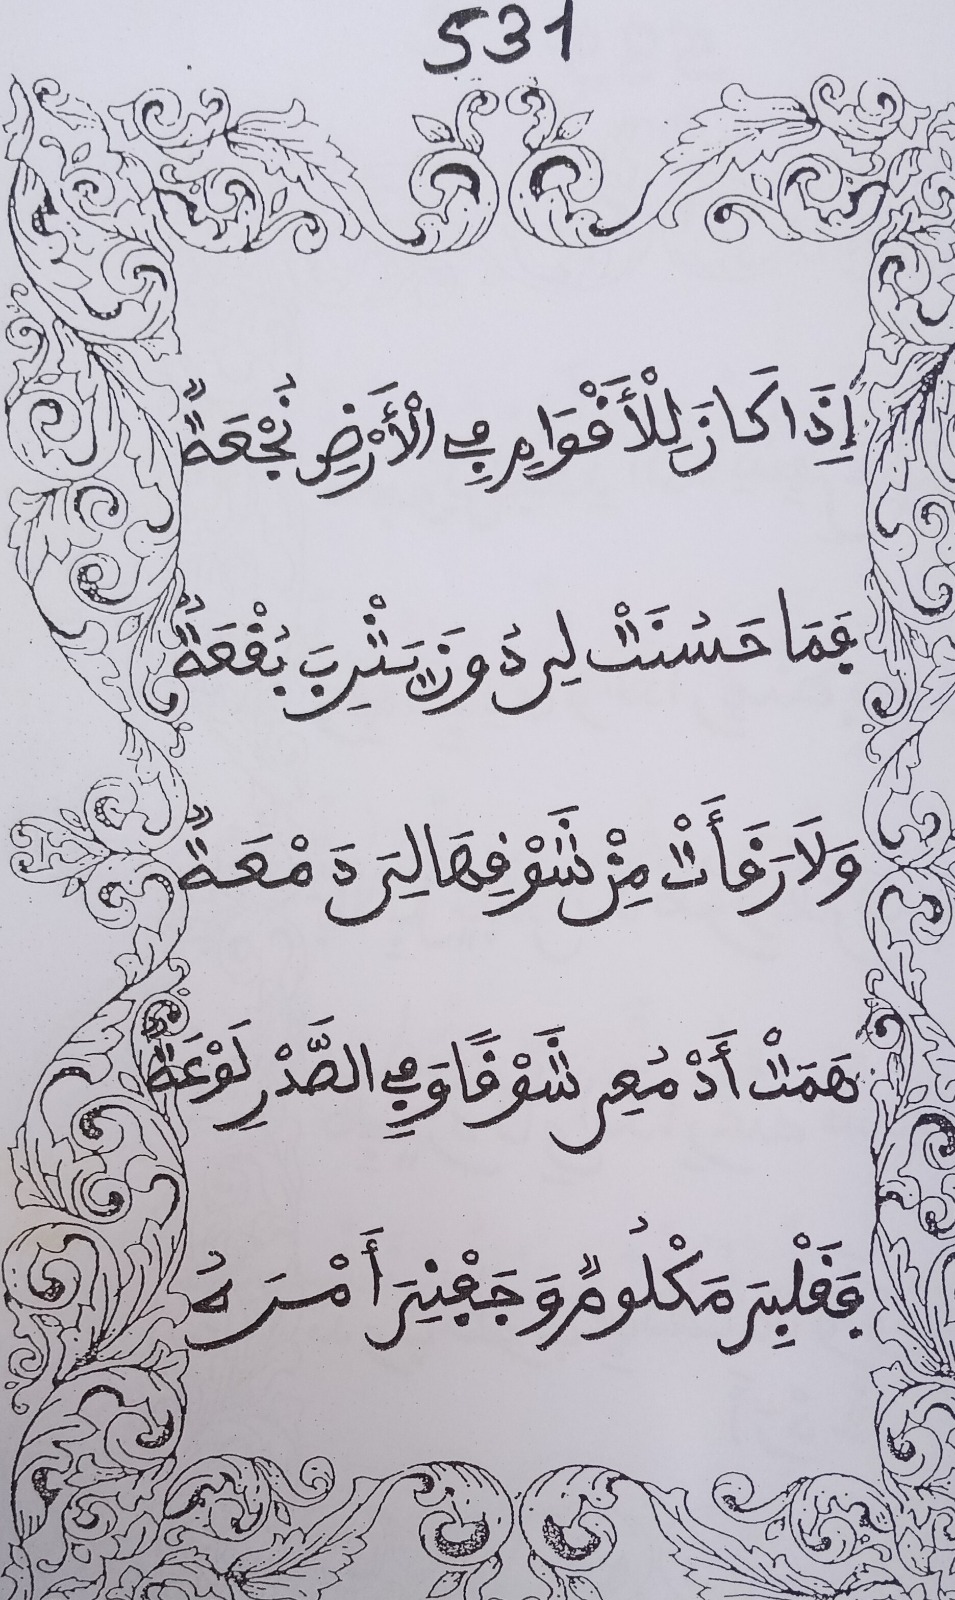 531
إِذَا كَانَ لِلْأَقْوَامِ فِي الْأَرْضِ نُجْعَةٌ
فَمَا حَسُنَتْ لِي دُونَ يَثْرِبَ بُقْعَةٌ
وَلَا رَقَأَتْ مِنْ شَوْقِهَا لِيَ دَمْعَةٌ
هَمَتْ أَدْمُعِي شَوْقًا وَفِي الصَّدْرِ لَوْعَةٌ
فَقَلْبِيَ مَكْلُومٌ وَجَفْنِيَ أَمْرَهُ